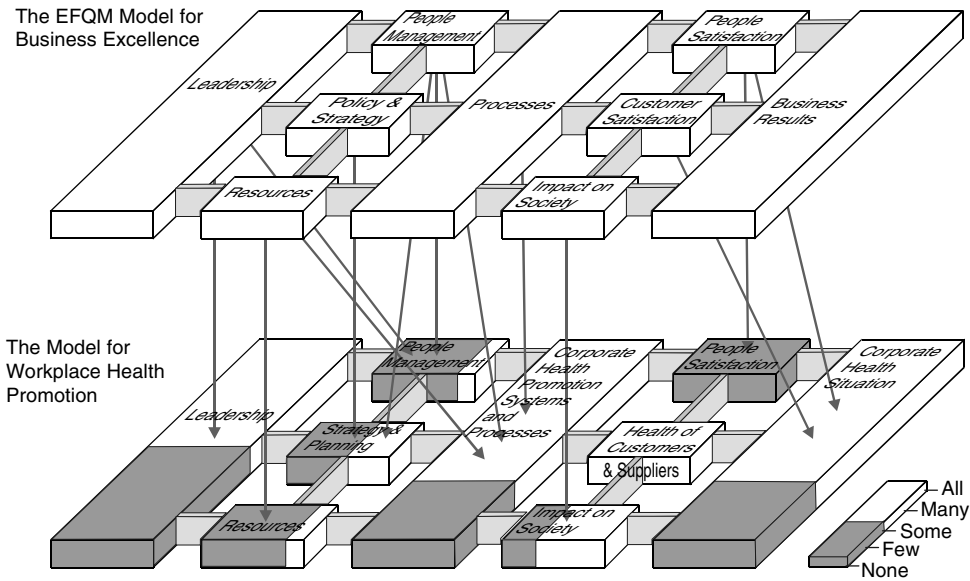 The EFQM Model for
Business Excellence
People
Management
People
Satisfaction
Leadership
Policy &
Strategy
Processes
Customer
Satisfaction
Business
Results
Resources
Impact on
Society
The Model for
Workplace Health
Promotion
People
Management
Corporate
Health
Promotion
Systems
and
Processes
People
Satisfaction
Corporate
Health
Situation
Leadership
Strategy &
Planning
Health of
Customers
& Suppliers
Resources
Impact on
Society
All
Many
Some
Few
None